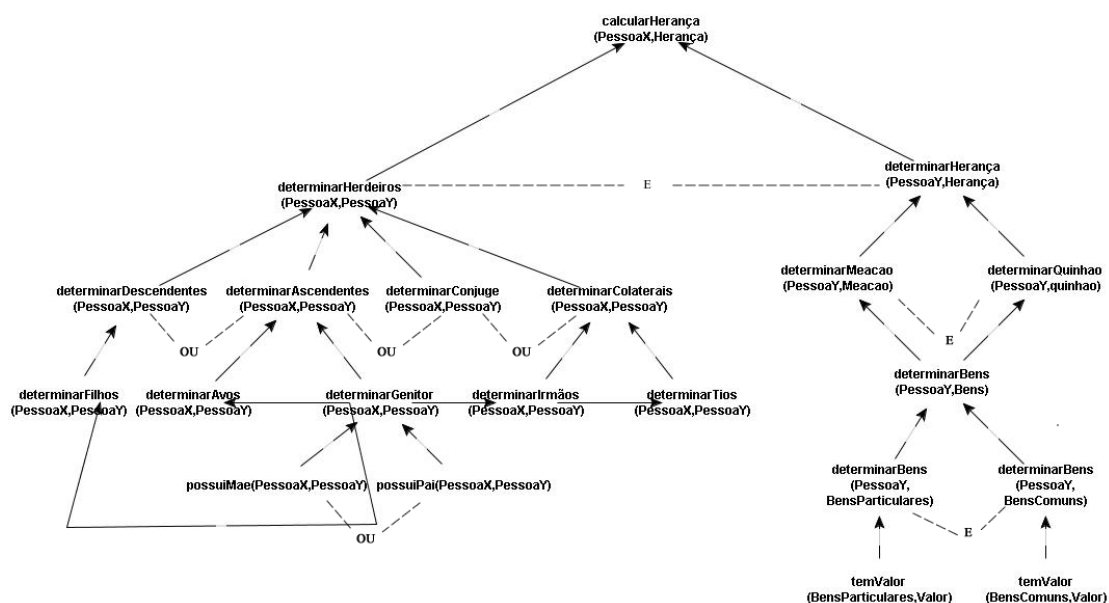 calcularHerança
(PessoaX,Herança)
determinarHerdeiros
(PessoaX,PessoaY)
E
determinarHerança
(PessoaY,Herança)
determinarDescendentes
(PessoaX,PessoaY)
determinarAscendentes
(PessoaX,PessoaY)
determinarConjuge
(PessoaX,PessoaY)
determinarColaterais
(PessoaX,PessoaY)
determinarMeacao
(PessoaY,Meacao)
determinarQuinhao
(PessoaY,quinhao)
OU
OU
OU
E
determinarFilhos
(PessoaX,PessoaY)
determinarAvos
(PessoaX,PessoaY)
determinarGenitor
(PessoaX,PessoaY)
determinarIrmãos
(PessoaX,PessoaY)
determinarTios
(PessoaX,PessoaY)
determinarBens
(PessoaY,Bens)
possuiMae(PessoaX,PessoaY)
possuiPai(PessoaX,PessoaY)
OU
determinarBens
(PessoaY,
BensParticulares)
determinarBens
(PessoaY,
BensComuns)
E
temValor
(BensParticulares,Valor)
temValor
(BensComuns,Valor)